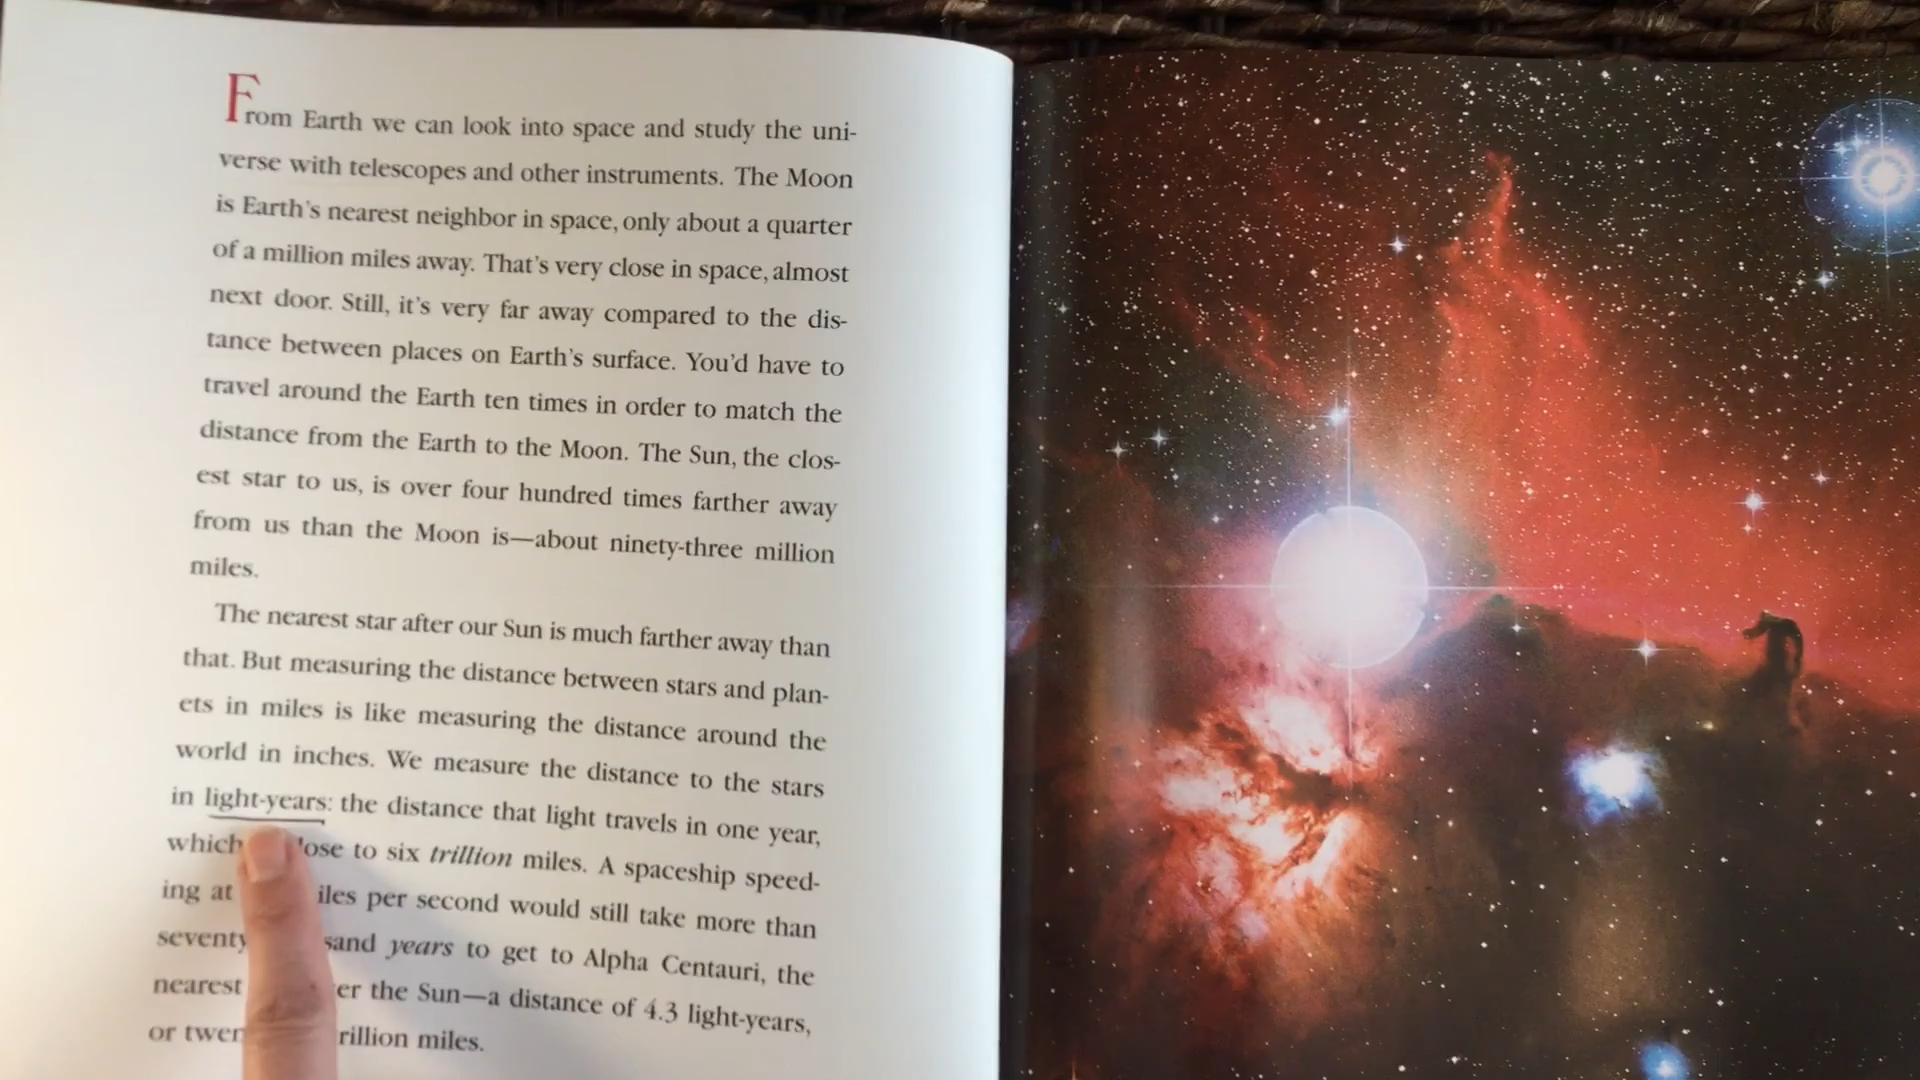 From Earth we can look into space and study the uni-
verse with telescopes and other instruments. The Moon
is Earth's nearest neighbor in space, only about a quarter
of a million miles away. That's very close in space, almost
next door. Still, it's very far away compared to the dis-
tance between places on Earth's surface. You'd have to
travel around the Earth ten times in order to match the
distance from the Earth to the Moon. The Sun, the clos-
est star to us, is over four hundred times farther away
from us than the Moon is—about ninety-three million
miles.
The nearest star after our Sun is much farther away than
that. But measuring the distance between stars and plan-
ets in miles is like measuring the distance around the
world in inches. We measure the distance to the stars
in light-years: the distance that light travels in one year,
which to six trillion miles. A spaceship speed-
ing at per second would still take more than
years to get to Alpha Centauri, the
nearest the Sun—a distance of 4.3 light-years,
or miles.